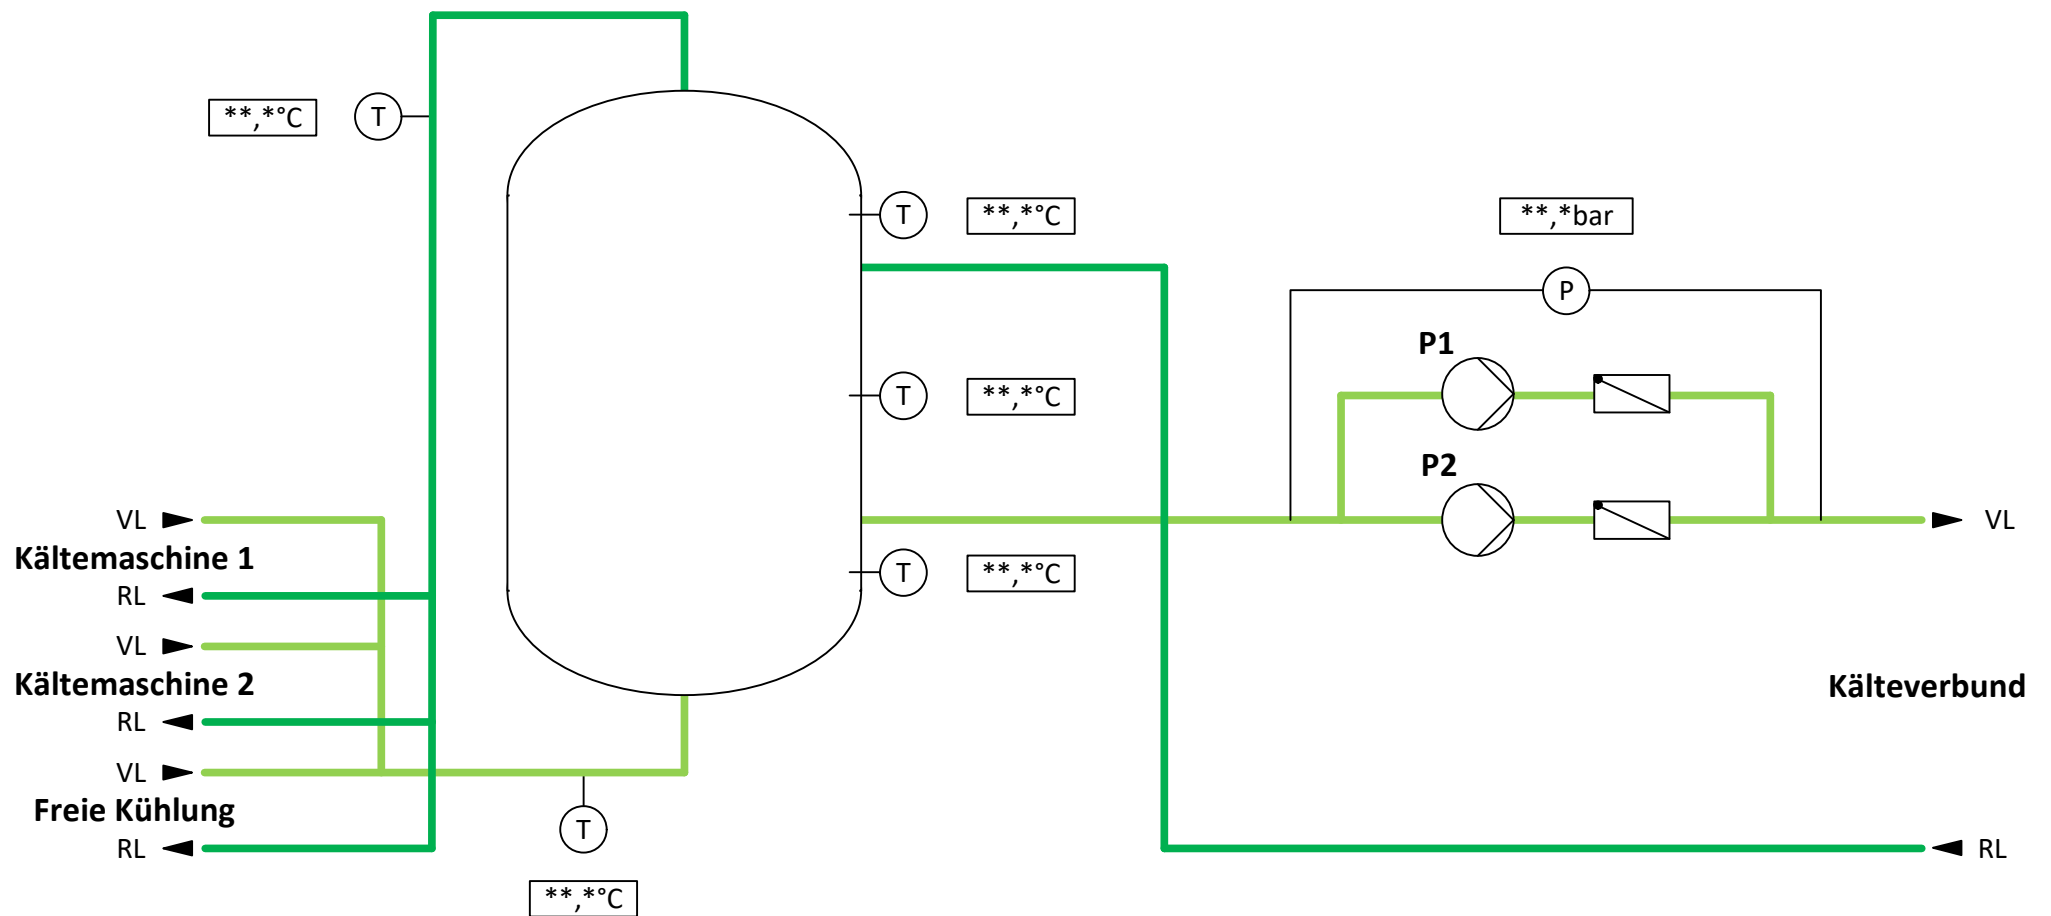 **,*°C
T
T
**,*°C
**,*bar
P
P1
T
**,*°C
P2
VL
VL
Kältemaschine 1
T
**,*°C
RL
VL
Kältemaschine 2
Kälteverbund
RL
VL
Freie Kühlung
T
RL
RL
**,*°C